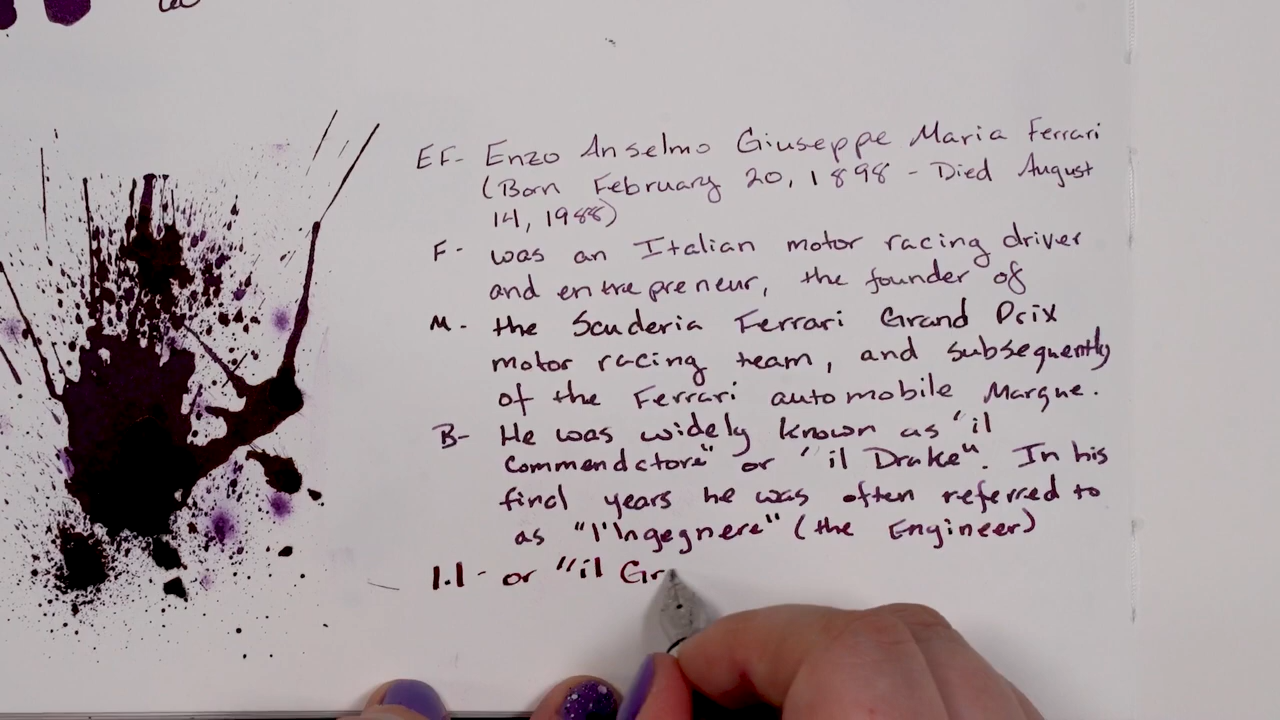 EF- Enzo Anselmo Giuseppe Maria Ferrari
(Born February 20, 1898 - Died August
14, 1988)
F- was an Italian motor racing driver
and entrepreneur, the founder of
M- the Scuderia Ferrari Grand Prix
motor racing team, and subsequently
of the Ferrari automobile Marque.
B- He was widely known as "il
Commendatore" or "il Drake". In his
final years he was often referred to
as "l'Ingegnere" (the Engineer)
1.1- or "il Gr